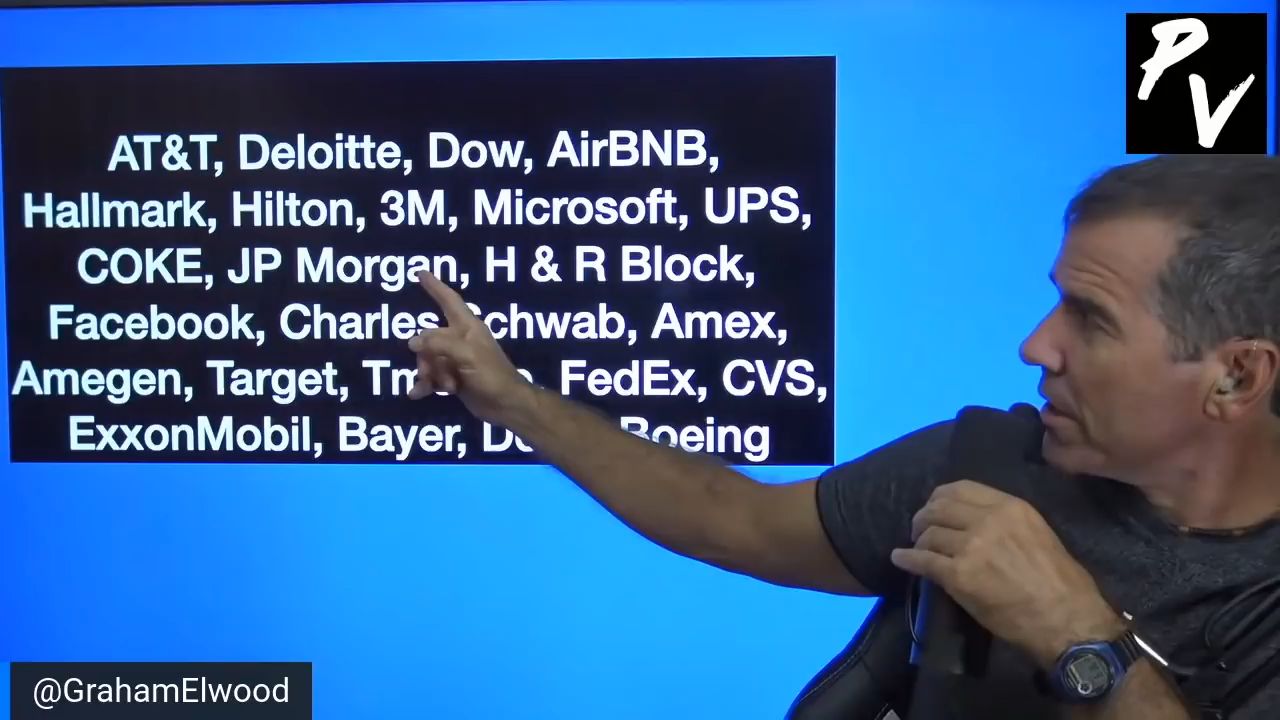 PV
AT&T, Deloitte, Dow, AirBNB,
Hallmark, Hilton, 3M, Microsoft, UPS,
COKE, JP Morgan, H & R Block,
Facebook, Charles Schwab, Amex,
Amegen, Target, FedEx, CVS,
ExxonMobil, Bayer, Boeing
@GrahamElwood